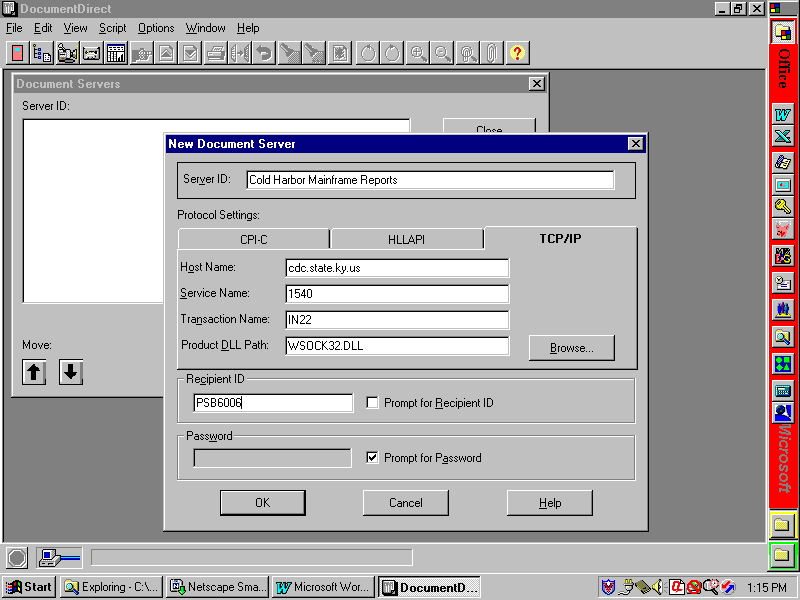 DocumentDirect
File Edit View Script Options Window Help
Document Servers
Server ID:
Close
New Document Server
Server ID: Cold Harbor Mainframe Reports
Protocol Settings:
CPI-C HLLAPI TCP/IP
Host Name: cdc.state.ky.us
Service Name: 1540
Transaction Name: IN22
Product DLL Path: WSOCK32.DLL
Browse...
Move:
Recipient ID
PSB6006 Prompt for Recipient ID
Password
Prompt for Password
OK Cancel Help
Office
Microsoft
Start Exploring - C:\... Netscape Sma... Microsoft Wor... DocumentD... 1:15 PM